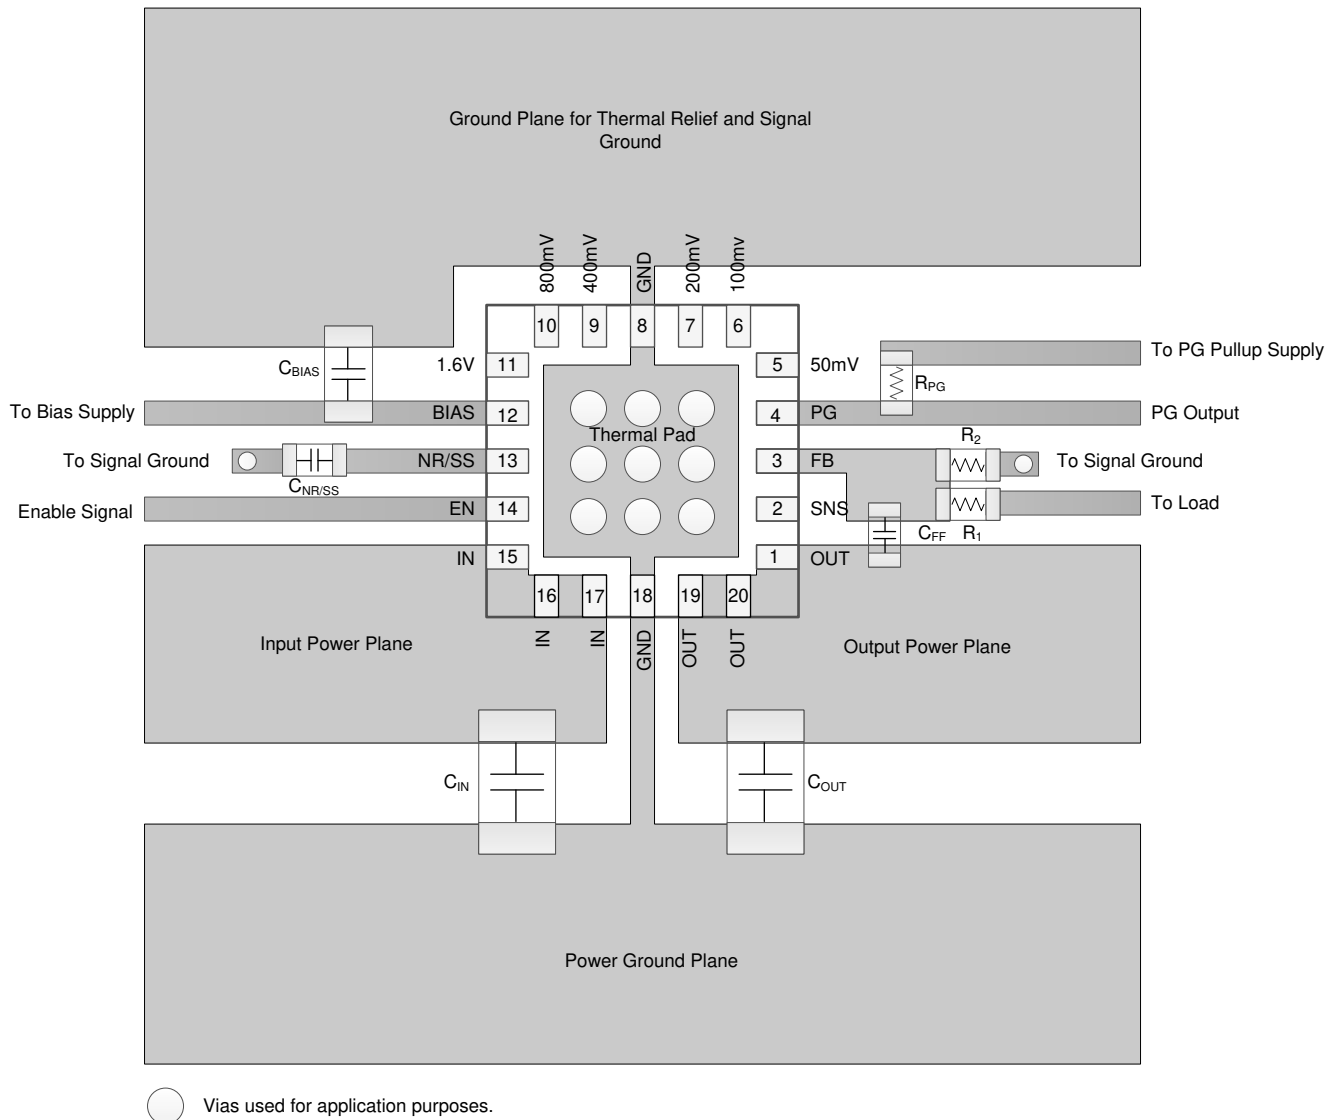 Ground Plane for Thermal Relief and Signal
Ground
800mV
400mV
GND
200mV
100mv
10
9
8
7
6
1.6V
11
5
50mV
To PG Pullup Supply
CBIAS
RPG
To Bias Supply
BIAS
12
4
PG
PG Output
Thermal Pad
R2
To Signal Ground
NR/SS
13
3
FB
To Signal Ground
CNR/SS
Enable Signal
EN
14
2
SNS
To Load
CFF
R1
IN
15
1
OUT
16
17
18
19
20
IN
IN
GND
OUT
OUT
Input Power Plane
Output Power Plane
CIN
COUT
Power Ground Plane
Vias used for application purposes.